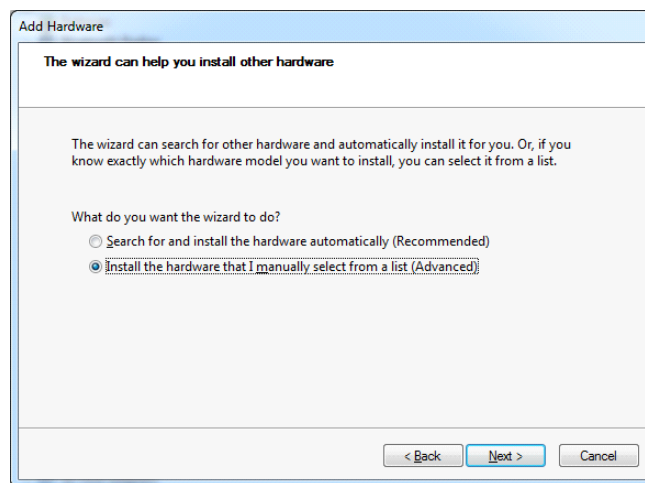 Add Hardware
The wizard can help you install other hardware
The wizard can search for other hardware and automatically install it for you. Or, if you
know exactly which hardware model you want to install, you can select it from a list.
What do you want the wizard to do?
Search for and install the hardware automatically (Recommended)
Install the hardware that I manually select from a list (Advanced)
< Back Next > Cancel